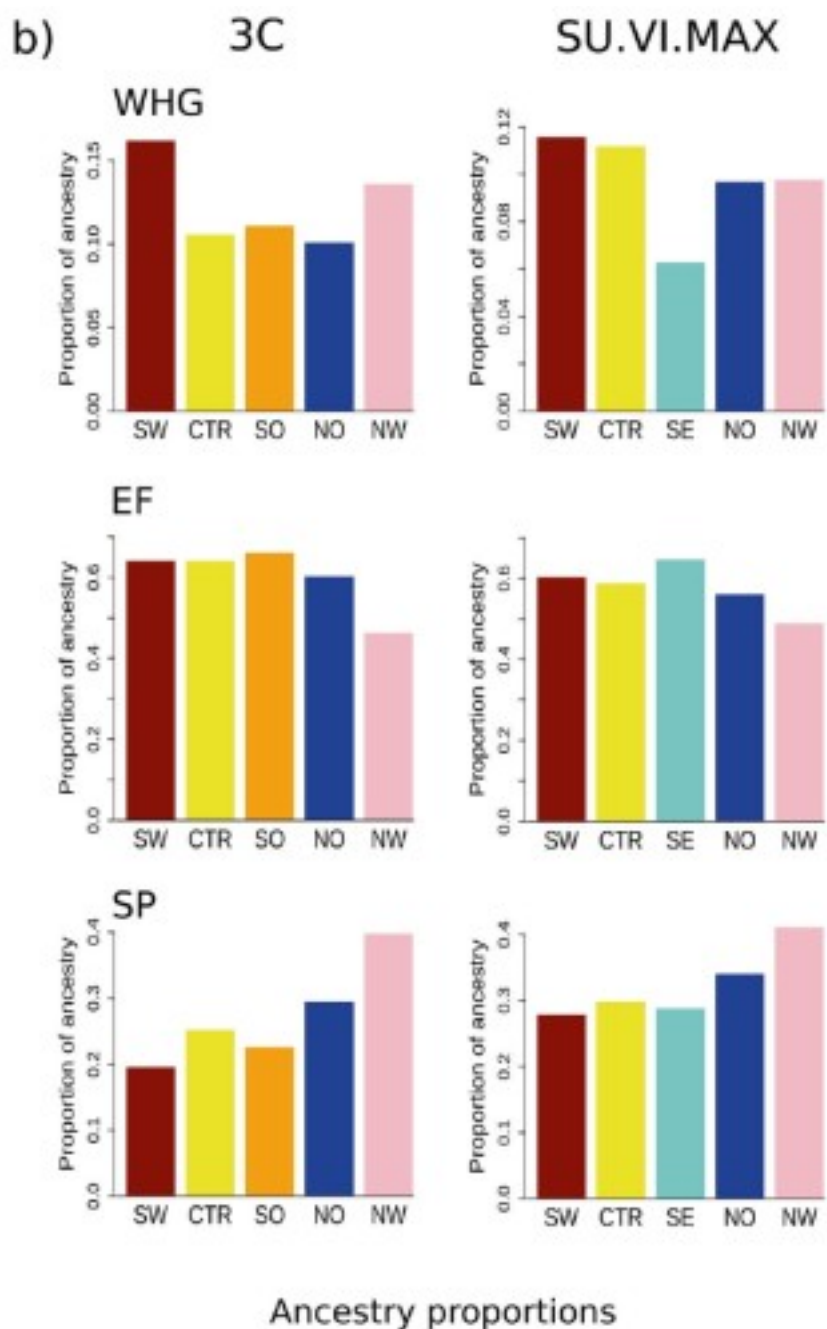 b) 3C SU.VI.MAX
WHG
Proportion of ancestry
0.00 0.05 0.10 0.15
SW CTR SO NO NW
Proportion of ancestry
0.00 0.04 0.08 0.12
SW CTR SE NO NW
EF
Proportion of ancestry
0.0 0.2 0.4 0.6
SW CTR SO NO NW
Proportion of ancestry
0.0 0.2 0.4 0.6
SW CTR SE NO NW
SP
Proportion of ancestry
0.0 0.1 0.2 0.3 0.4
SW CTR SO NO NW
Proportion of ancestry
0.0 0.1 0.2 0.3 0.4
SW CTR SE NO NW
Ancestry proportions